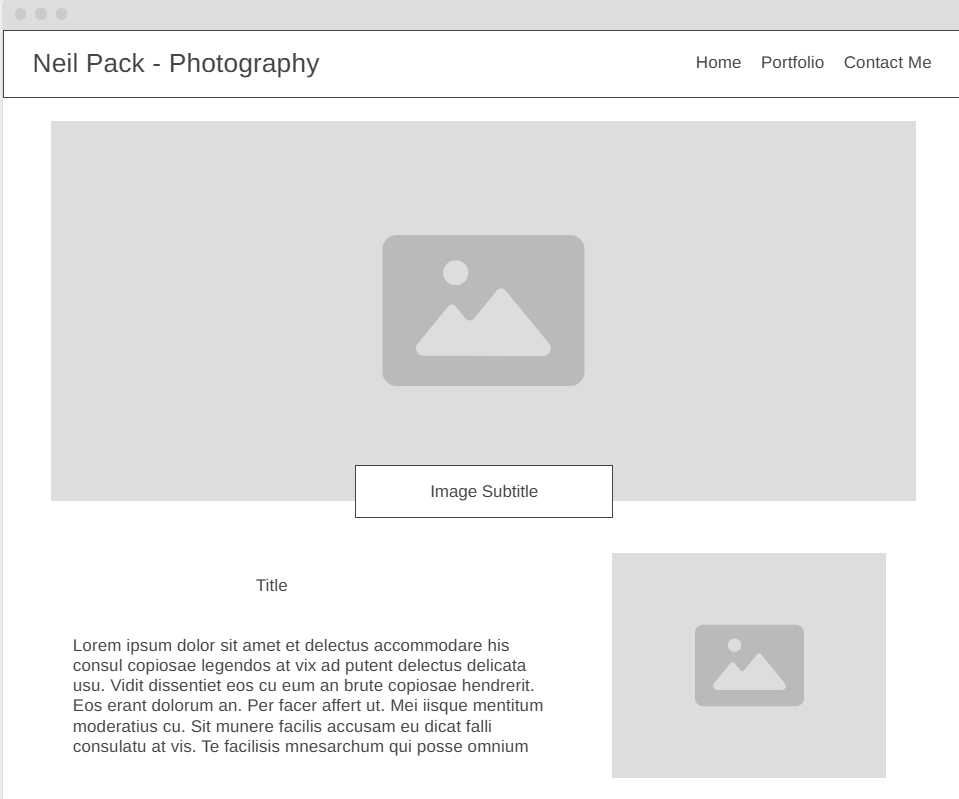 Neil Pack - Photography
Home Portfolio Contact Me
Image Subtitle
Title
Lorem ipsum dolor sit amet et delectus accommodare his
consul copiosae legendos at vix ad putent delectus delicata
usu. Vidit dissentiet eos cu eum an brute copiosae hendrerit.
Eos erant dolorum an. Per facer affert ut. Mei iisque mentitum
moderatius cu. Sit munere facilis accusam eu dicat falli
consulatu at vis. Te facilisis mnesarchum qui posse omnium